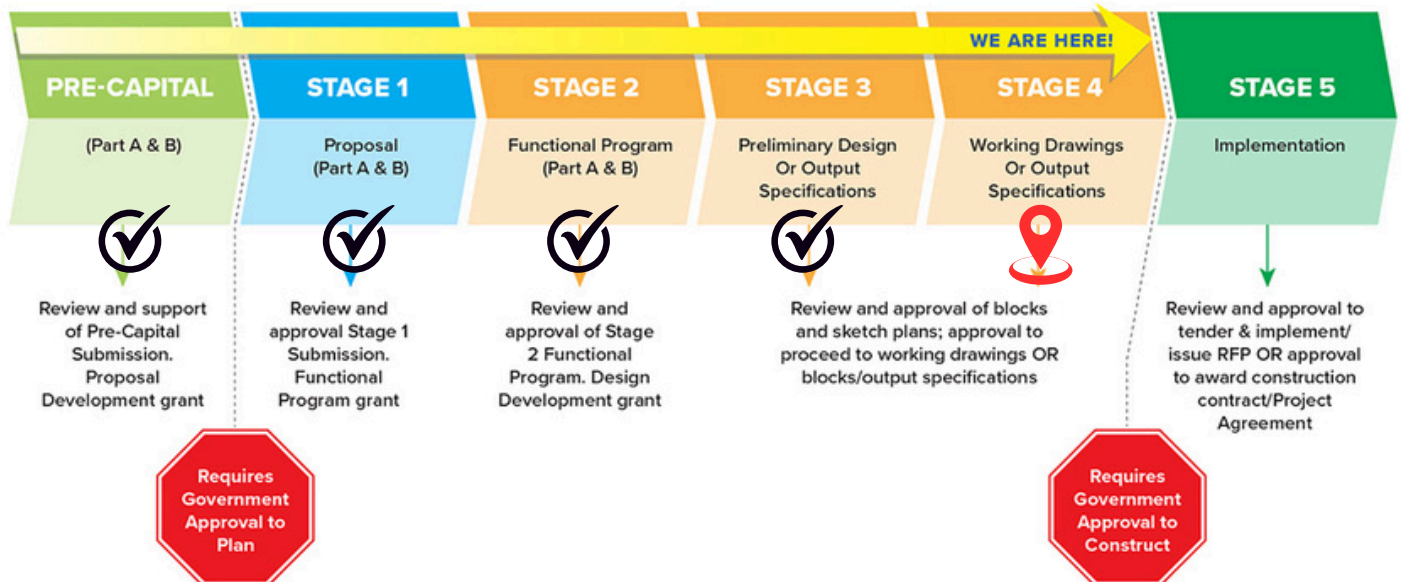 WE ARE HERE!
PRE-CAPITAL
(Part A & B)
Review and support
of Pre-Capital
Submission.
Proposal
Development grant
Requires
Government
Approval to
Plan
STAGE 1
Proposal
(Part A & B)
Review and
approval Stage 1
Submission.
Functional
Program grant
STAGE 2
Functional Program
(Part A & B)
Review and
approval of Stage
2 Functional
Program. Design
Development grant
STAGE 3
Preliminary Design
Or Output
Specifications
STAGE 4
Working Drawings
Or Output
Specifications
Review and approval of blocks
and sketch plans; approval to
proceed to working drawings OR
blocks/output specifications
Requires
Government
Approval to
Construct
STAGE 5
Implementation
Review and approval to
tender & implement/
issue RFP OR approval
to award construction
contract/Project
Agreement